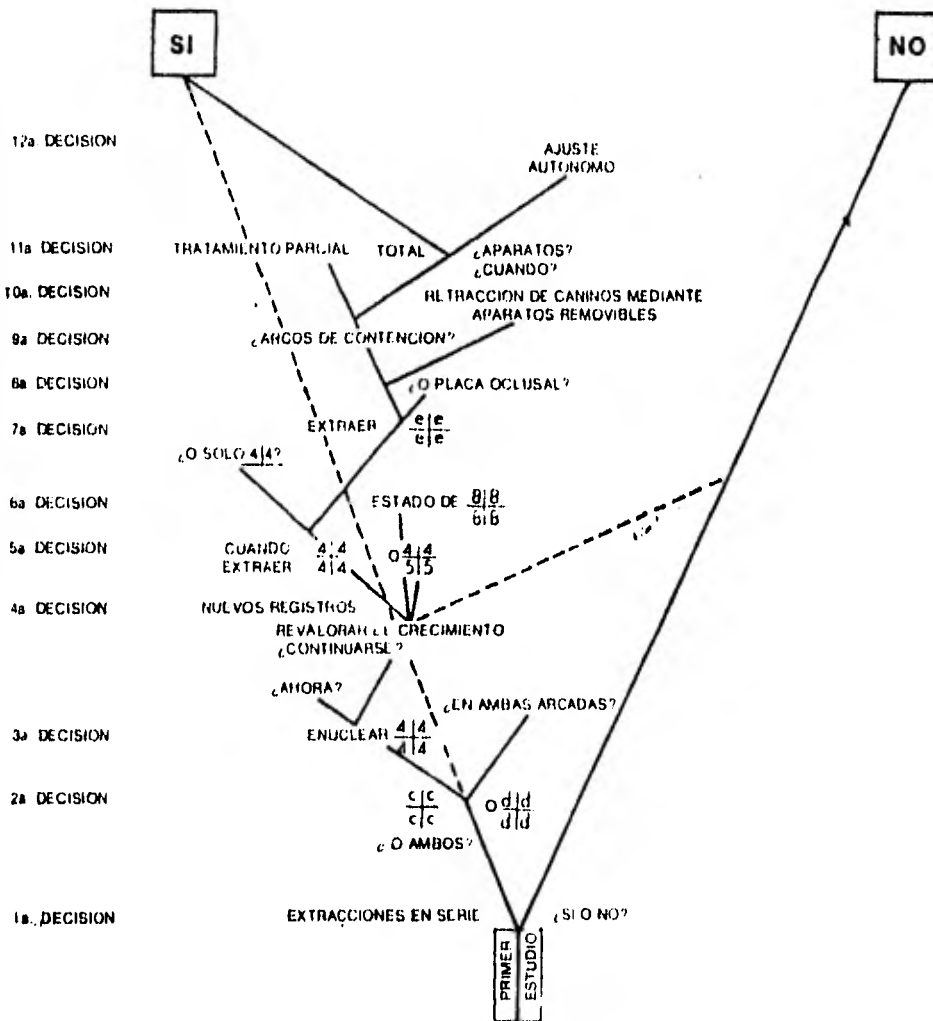 SI
NO
12a. DECISION
AJUSTE
AUTONOMO
11a DECISION
TRATAMIENTO PARCIAL
TOTAL
¿APARATOS?
¿CUANDO?
10a. DECISION
RETRACCION DE CANINOS MEDIANTE
APARATOS REMOVIBLES
9a DECISION
¿ARCOS DE CONTENCION?
8a DECISION
¿O PLACA OCLUSAL?
7a DECISION
EXTRAER
e|e
e|e
¿O SOLO 4|4?
6a DECISION
ESTADO DE
8|8
8|8
5a DECISION
CUANDO
EXTRAER
4|4
4|4
O 4|4
5|5
4a DECISION
NUEVOS REGISTROS
REVALORAR EL CRECIMIENTO
¿CONTINUARSE?
¿AHORA?
¿EN AMBAS ARCADAS?
3a DECISION
ENUCLEAR 4|4
4|4
2a DECISION
c|c
c|c
O d|d
d|d
¿O AMBOS?
1a. DECISION
EXTRACCIONES EN SERIE
¿SI O NO?
PRIMER
ESTUDIO